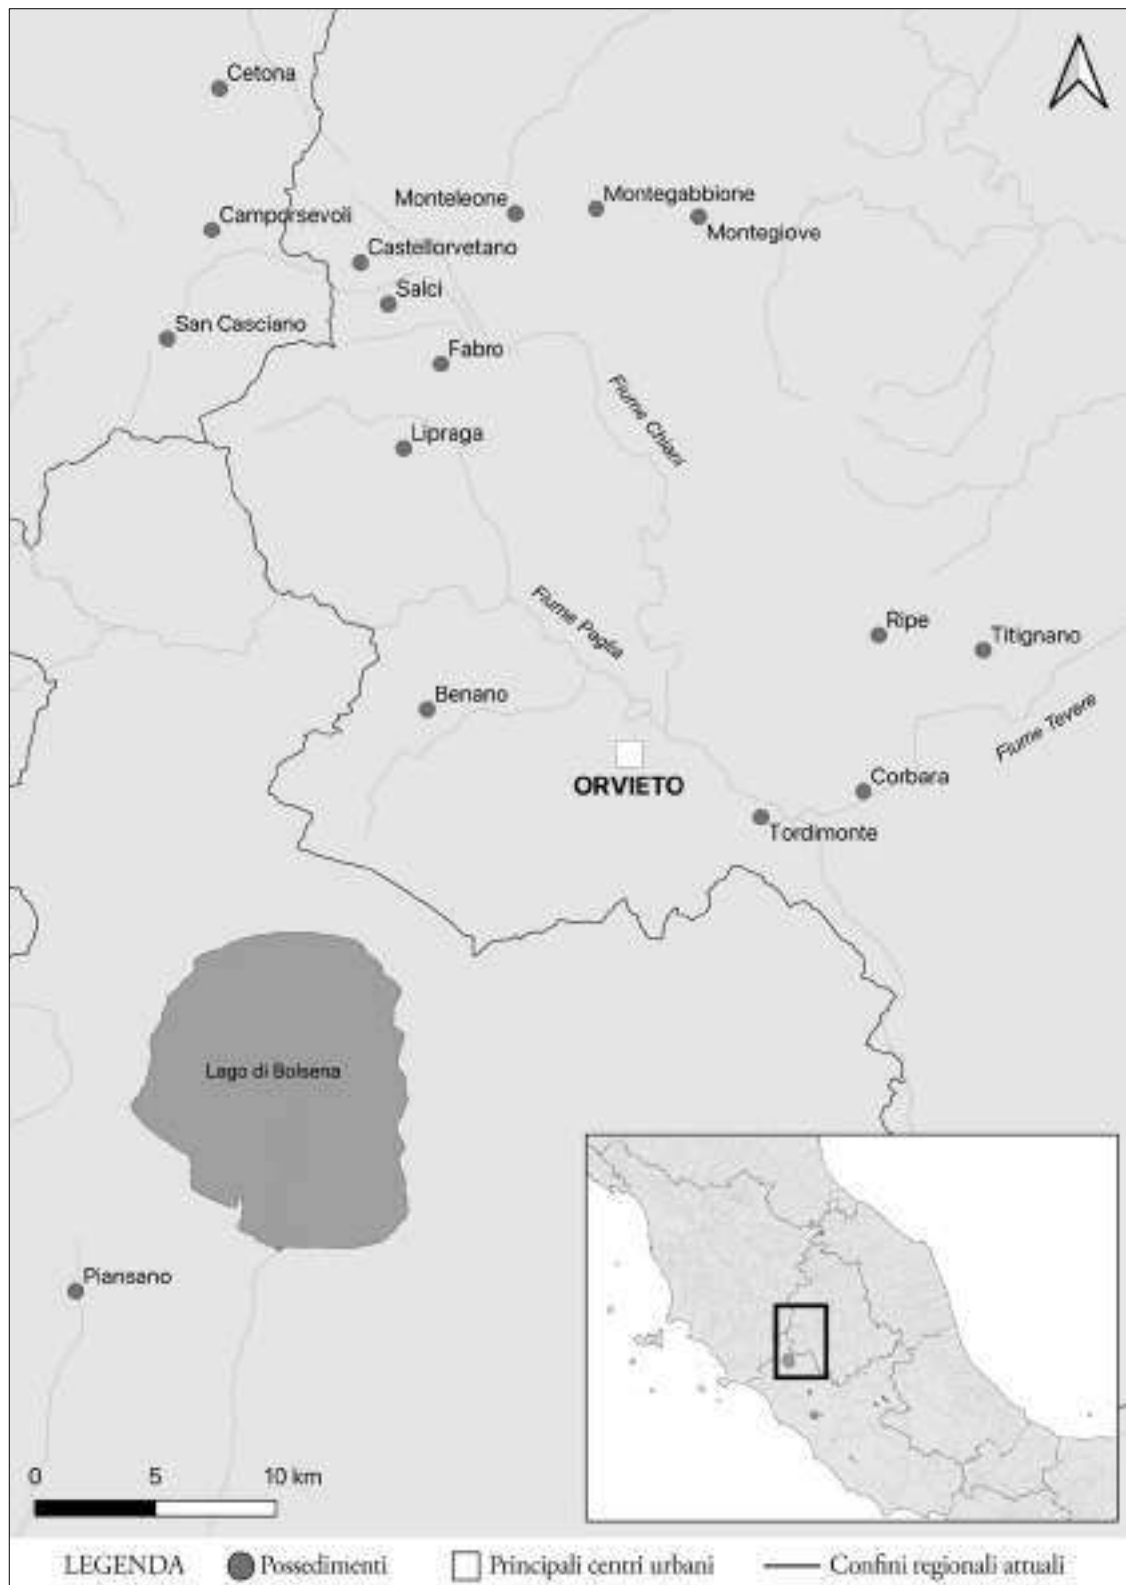 Cetona
Monteleone
Montegabbione
Montegiove
Camporsevoli
Castellorvetano
Salci
San Casciano
Fabro
Fiume Chiani
Lipraga
Fiume Paglia
Ripe
Titignano
Benano
Fiume Tevere
ORVIETO
Corbara
Tordimonte
Lago di Bolsena
Piansano
0 5 10 km
LEGENDA Possedimenti Principali centri urbani Confini regionali attuali